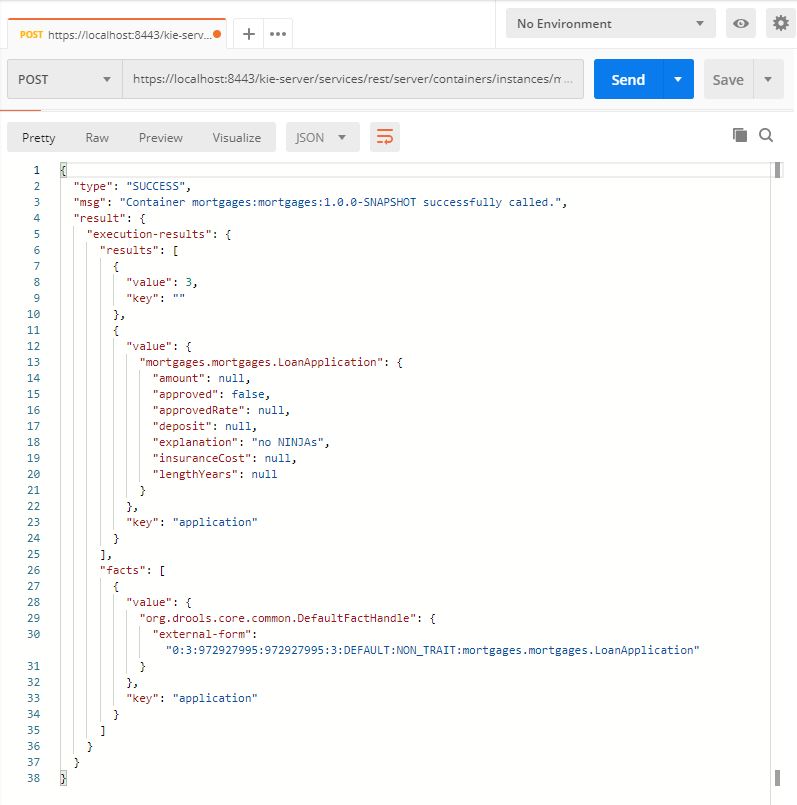 POST https://localhost:8443/kie-serv...
No Environment
POST https://localhost:8443/kie-server/services/rest/server/containers/instances/m... Send Save
Pretty Raw Preview Visualize JSON
1 {
2 "type": "SUCCESS",
3 "msg": "Container mortgages:mortgages:1.0.0-SNAPSHOT successfully called.",
4 "result": {
5 "execution-results": {
6 "results": [
7 {
8 "value": 3,
9 "key": ""
10 },
11 {
12 "value": {
13 "mortgages.mortgages.LoanApplication": {
14 "amount": null,
15 "approved": false,
16 "approvedRate": null,
17 "deposit": null,
18 "explanation": "no NINJAs",
19 "insuranceCost": null,
20 "lengthYears": null
21 }
22 },
23 "key": "application"
24 }
25 ],
26 "facts": [
27 {
28 "value": {
29 "org.drools.core.common.DefaultFactHandle": {
30 "external-form":
"0:3:972927995:972927995:3:DEFAULT:NON_TRAIT:mortgages.mortgages.LoanApplication"
31 }
32 },
33 "key": "application"
34 }
35 ]
36 }
37 }
38 }